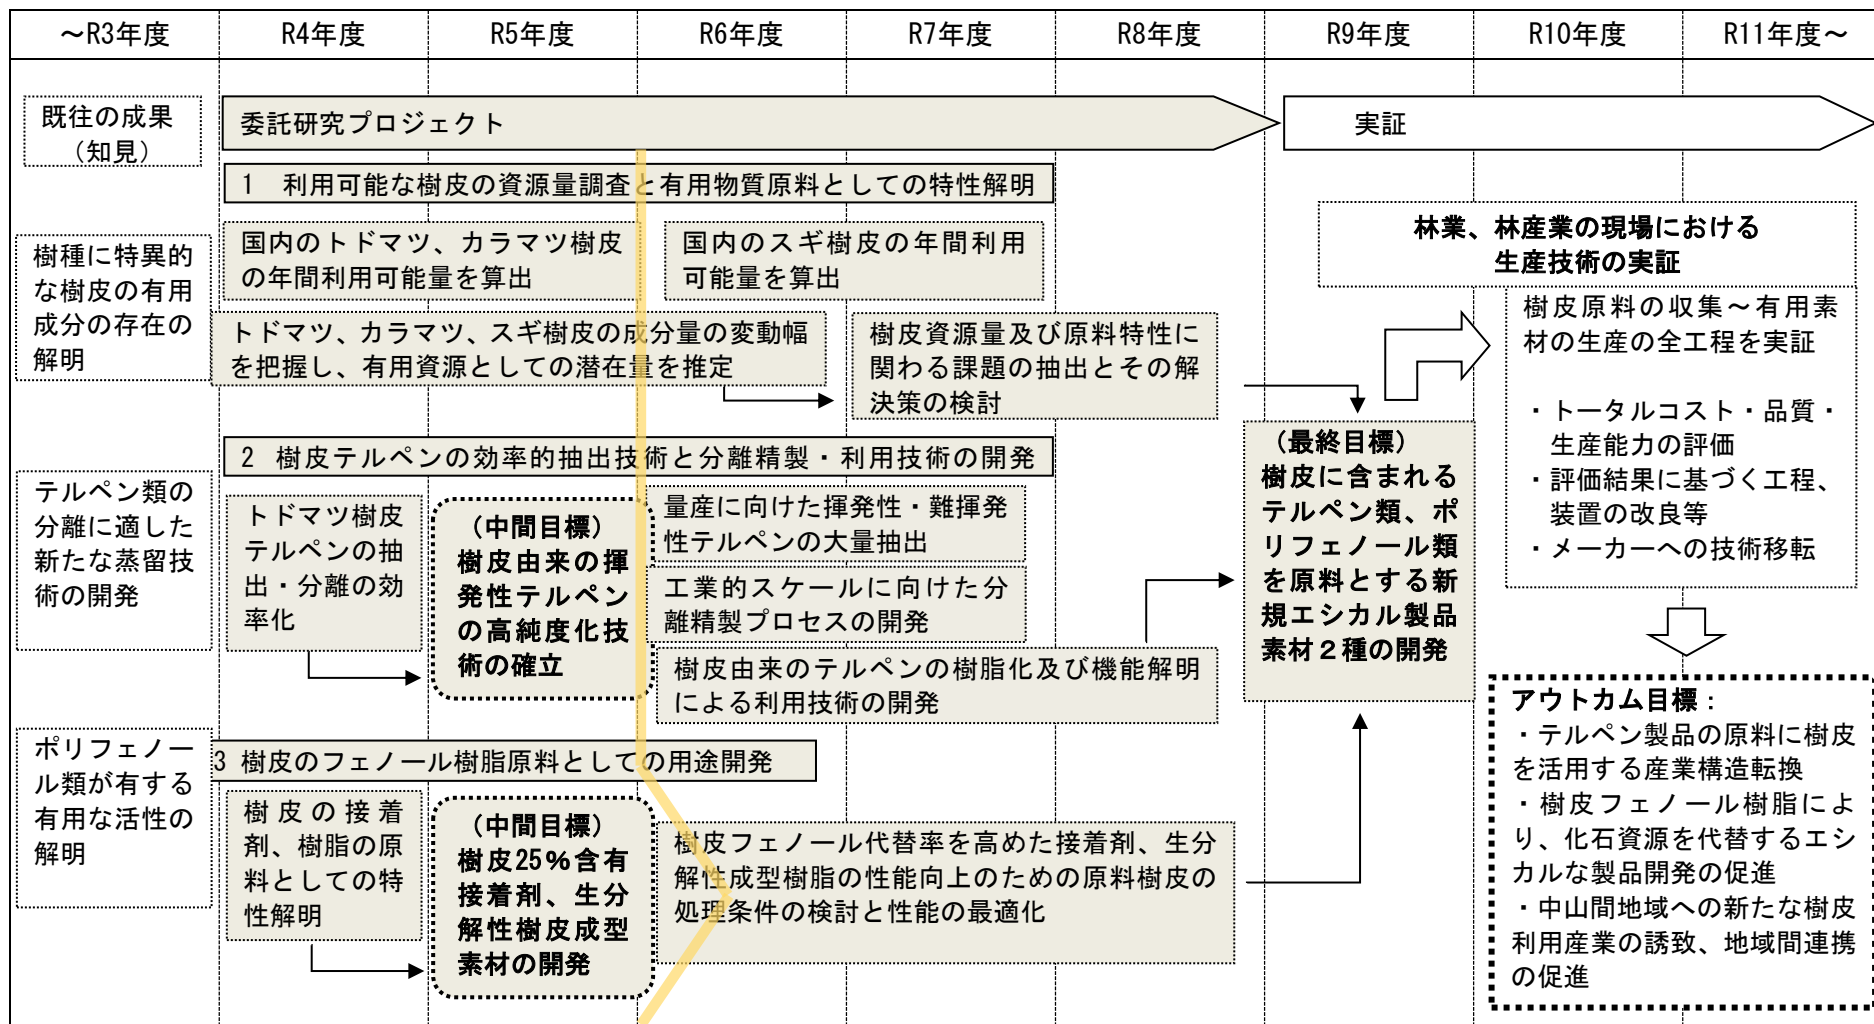 ～R3年度
R4年度
R5年度
R6年度
R7年度
R8年度
R9年度
R10年度
R11年度～
既往の成果
（知見）
委託研究プロジェクト
実証
1　利用可能な樹皮の資源量調査と有用物質原料としての特性解明
樹種に特異的
な樹皮の有用
成分の存在の
解明
国内のトドマツ、カラマツ樹皮
の年間利用可能量を算出
国内のスギ樹皮の年間利用
可能量を算出
トドマツ、カラマツ、スギ樹皮の成分量の変動幅
を把握し、有用資源としての潜在量を推定
樹皮資源量及び原料特性に
関わる課題の抽出とその解
決策の検討
林業、林産業の現場における
生産技術の実証
樹皮原料の収集～有用素
材の生産の全工程を実証
・トータルコスト・品質・
生産能力の評価
・評価結果に基づく工程、
装置の改良等
・メーカーへの技術移転
2 樹皮テルペンの効率的抽出技術と分離精製・利用技術の開発
テルペン類の
分離に適した
新たな蒸留技
術の開発
トドマツ樹皮
テルペンの抽
出・分離の効
率化
（中間目標）
樹皮由来の揮
発性テルペン
の高純度化技
術の確立
量産に向けた揮発性・難揮発
性テルペンの大量抽出
工業的スケールに向けた分
離精製プロセスの開発
樹皮由来のテルペンの樹脂化及び機能解明
による利用技術の開発
（最終目標）
樹皮に含まれる
テルペン類、ポ
リフェノール類
を原料とする新
規エシカル製品
素材２種の開発
3 樹皮のフェノール樹脂原料としての用途開発
ポリフェノー
ル類が有する
有用な活性の
解明
樹皮の接着
剤、樹脂の原
料としての特
性解明
（中間目標）
樹皮25%含有
接着剤、生分
解性樹皮成型
素材の開発
樹皮フェノール代替率を高めた接着剤、生分
解性成型樹脂の性能向上のための原料樹皮の
処理条件の検討と性能の最適化
アウトカム目標：
・テルペン製品の原料に樹皮
を活用する産業構造転換
・樹皮フェノール樹脂によ
り、化石資源を代替するエシ
カルな製品開発の促進
・中山間地域への新たな樹皮
利用産業の誘致、地域間連携
の促進